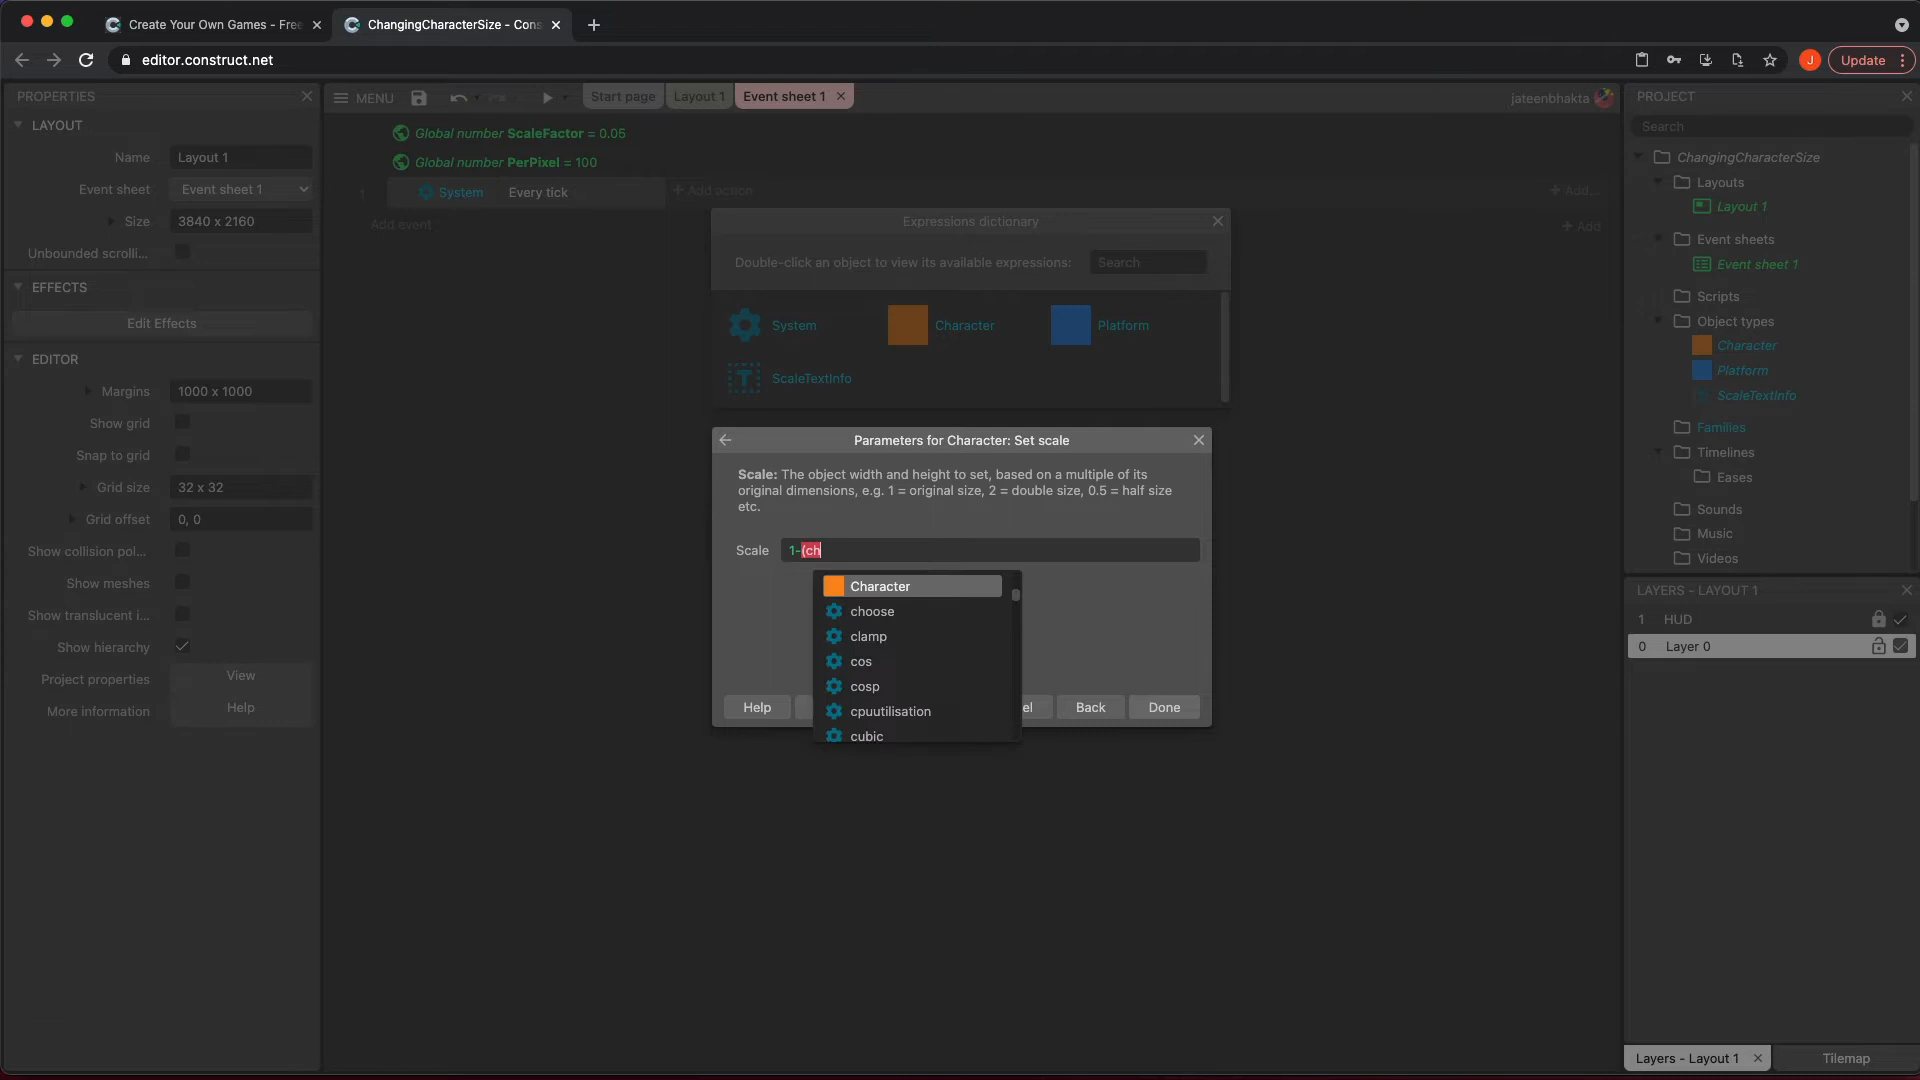 Create Your Own Games - Free
ChangingCharacterSize - Cons
editor.construct.net
J
Update
PROPERTIES
LAYOUT
Name
Layout 1
Event sheet
Event sheet 1
Size
3840 x 2160
Unbounded scrolli...
EFFECTS
Edit Effects
EDITOR
Margins
1000 x 1000
Show grid
Snap to grid
Grid size
32 x 32
Grid offset
0, 0
Show collision pol...
Show meshes
Show translucent i...
Show hierarchy
Project properties
View
More information
Help
MENU
Start page
Layout 1
Event sheet 1
jateenbhakta
Global number ScaleFactor = 0.05
Global number PerPixel = 100
1
System
Every tick
+ Add action
+ Add...
Add event
+ Add
Expressions dictionary
Double-click an object to view its available expressions:
Search
System
Character
Platform
ScaleTextInfo
Parameters for Character: Set scale
Scale: The object width and height to set, based on a multiple of its
original dimensions, e.g. 1 = original size, 2 = double size, 0.5 = half size
etc.
Scale
1-(ch
Character
choose
clamp
cos
cosp
cpuutilisation
cubic
Help
el
Back
Done
PROJECT
Search
ChangingCharacterSize
Layouts
Layout 1
Event sheets
Event sheet 1
Scripts
Object types
Character
Platform
ScaleTextInfo
Families
Timelines
Eases
Sounds
Music
Videos
LAYERS - LAYOUT 1
1 HUD
0 Layer 0
Layers - Layout 1
Tilemap